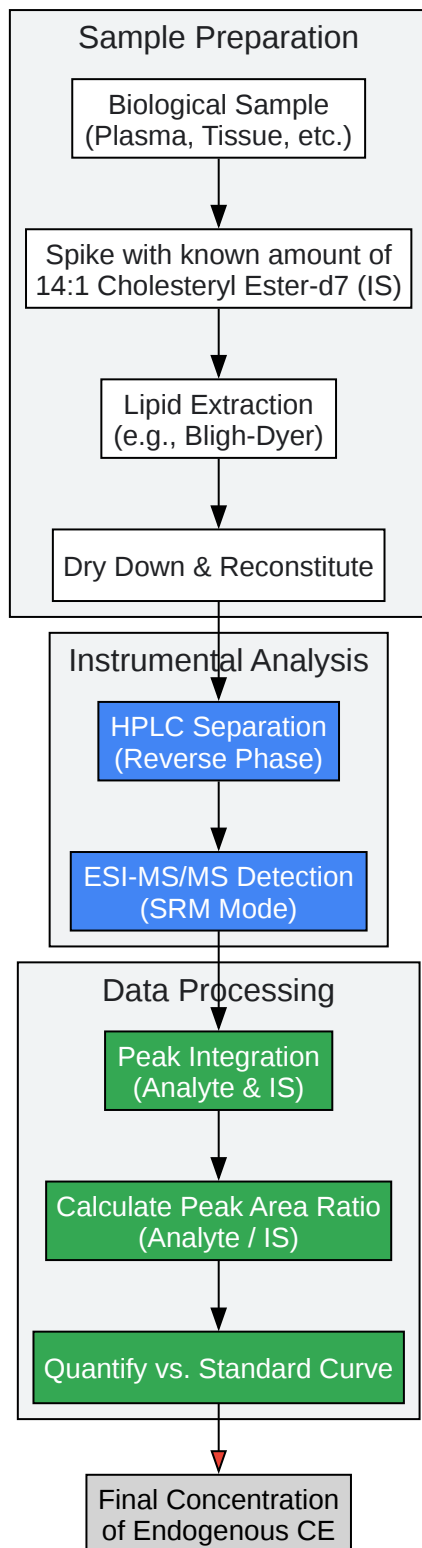 Sample Preparation
Biological Sample
(Plasma, Tissue, etc.)
Spike with known amount of
14:1 Cholesteryl Ester-d7 (IS)
Lipid Extraction
(e.g., Bligh-Dyer)
Dry Down & Reconstitute
Instrumental Analysis
HPLC Separation
(Reverse Phase)
ESI-MS/MS Detection
(SRM Mode)
Data Processing
Peak Integration
(Analyte & IS)
Calculate Peak Area Ratio
(Analyte / IS)
Quantify vs. Standard Curve
Final Concentration
of Endogenous CE